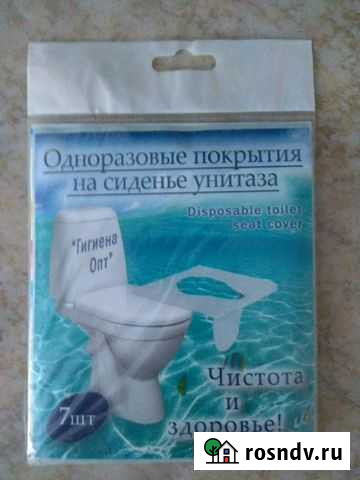 Одноразовые покрытия
на сиденье унитаза
Disposable toilet
seat cover
"Гигиена
Опт"
Чистота
и
здоровье!
7шт
rosndv.ru